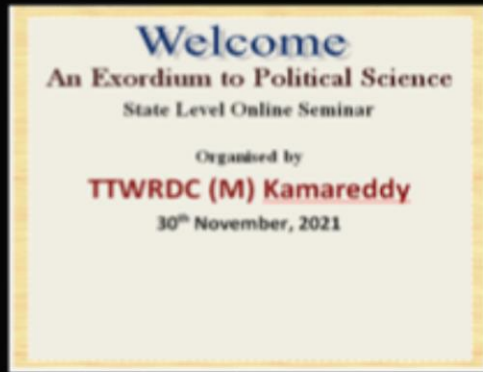 Welcome
An Exordium to Political Science
State Level Online Seminar
Organised by
TTWRDC (M) Kamareddy
30th November, 2021